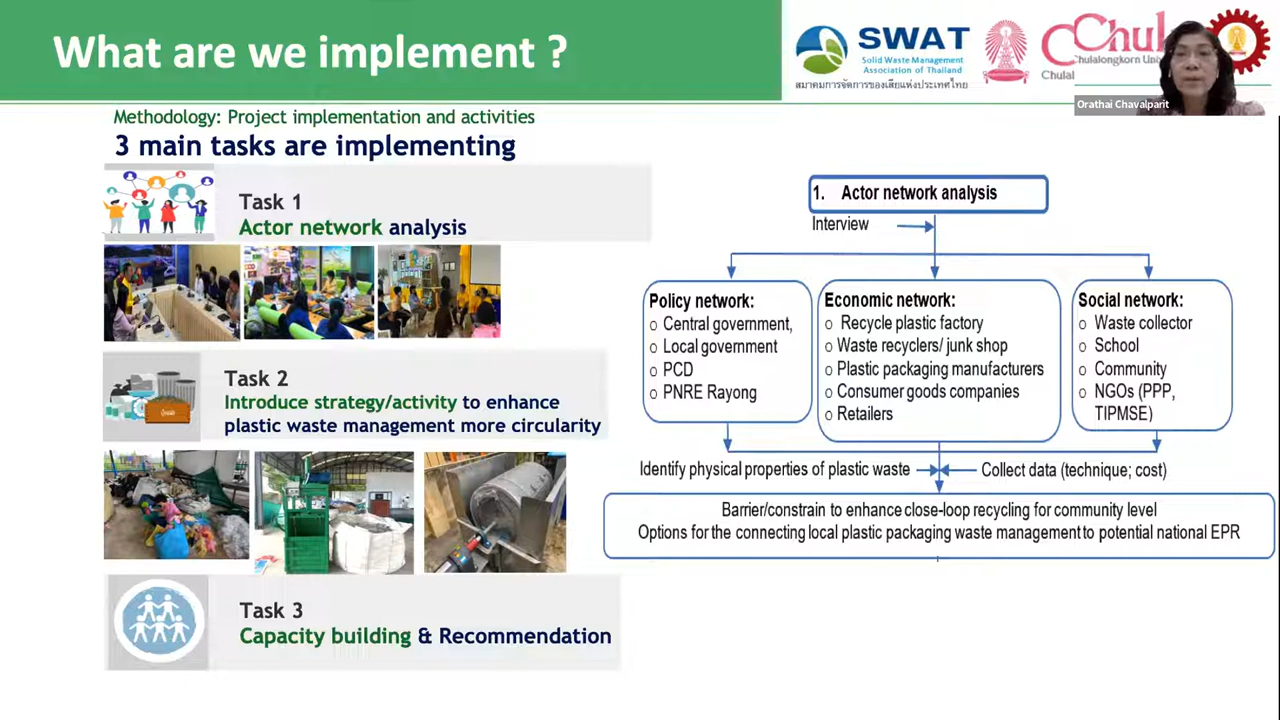 What are we implement ?
SWAT
Solid Waste Management
Association of Thailand
สมาคมการจัดการของเสียแห่งประเทศไทย
Chul
Chulalongkorn
Chulal
Orathai Chavalparit
Methodology: Project implementation and activities
3 main tasks are implementing
Task 1
Actor network analysis
Task 2
Introduce strategy/activity to enhance
plastic waste management more circularity
Task 3
Capacity building & Recommendation
1. Actor network analysis
Interview
Policy network:
o Central government,
o Local government
o PCD
o PNRE Rayong
Economic network:
o Recycle plastic factory
o Waste recyclers/ junk shop
o Plastic packaging manufacturers
o Consumer goods companies
o Retailers
Social network:
o Waste collector
o School
o Community
o NGOs (PPP,
TIPMSE)
Identify physical properties of plastic waste
Collect data (technique; cost)
Barrier/constrain to enhance close-loop recycling for community level
Options for the connecting local plastic packaging waste management to potential national EPR